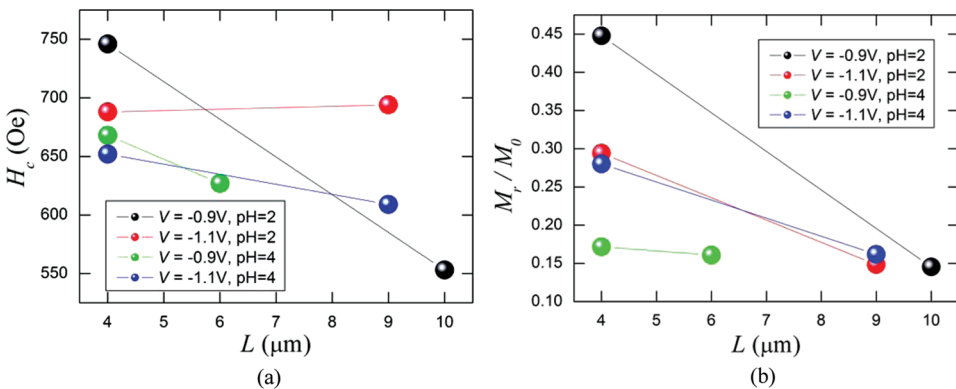 750
700
650
600
550
H_c (Oe)
V = -0.9V, pH=2
V = -1.1V, pH=2
V = -0.9V, pH=4
V = -1.1V, pH=4
4 5 6 7 8 9 10
L (μm)
(a)
0.45
0.40
0.35
0.30
0.25
0.20
0.15
0.10
M_r / M_0
V = -0.9V, pH=2
V = -1.1V, pH=2
V = -0.9V, pH=4
V = -1.1V, pH=4
4 5 6 7 8 9 10
L (μm)
(b)